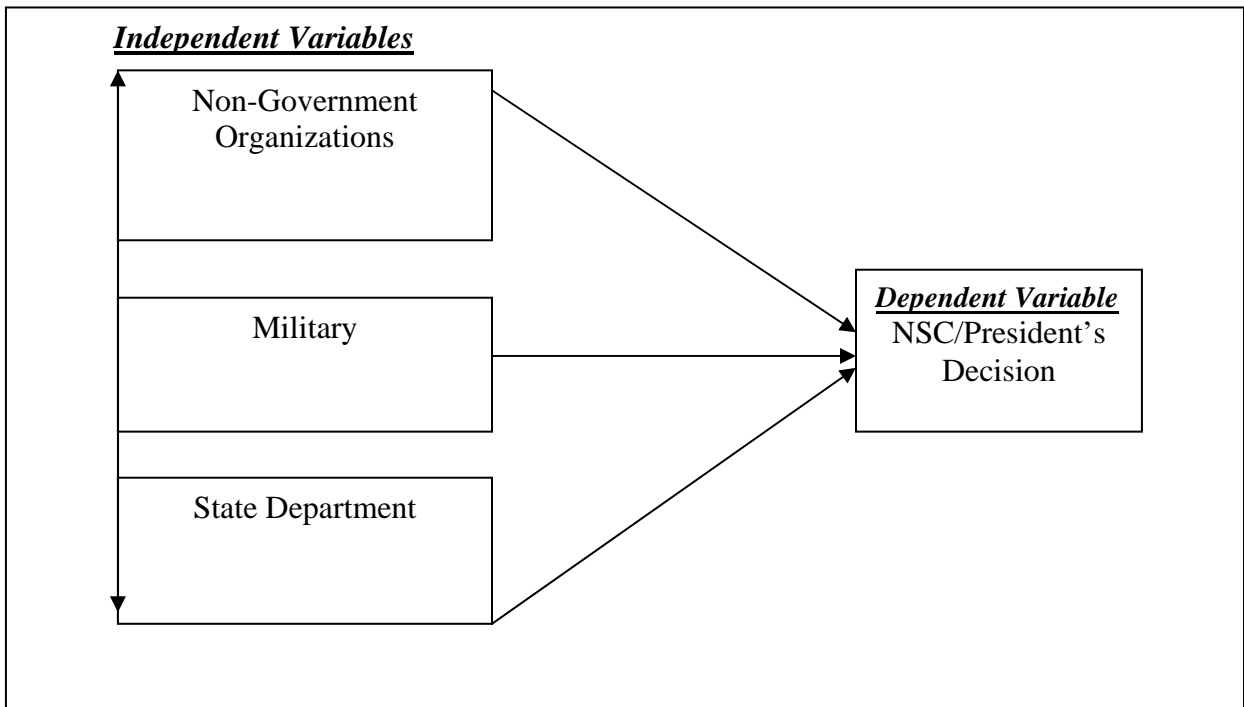 Independent Variables
Non-Government
Organizations
Military
State Department
Dependent Variable
NSC/President’s
Decision